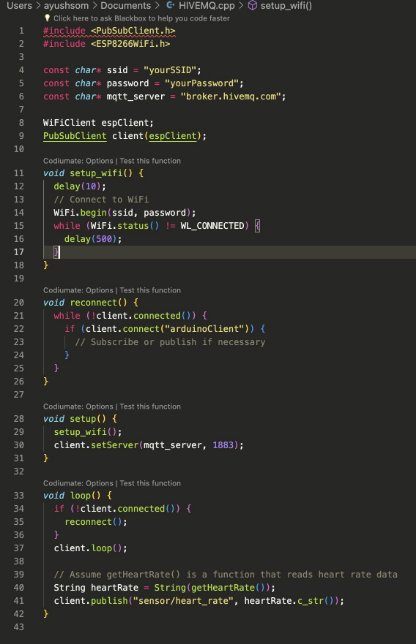 Users > ayushsom > Documents > HIVEMQ.cpp > setup_wifi()
Click here to ask Blackbox to help you code faster
1 #include <PubSubClient.h>
2 #include <ESP8266WiFi.h>
3
4 const char* ssid = "yourSSID";
5 const char* password = "yourPassword";
6 const char* mqtt_server = "broker.hivemq.com";
7
8 WiFiClient espClient;
9 PubSubClient client(espClient);
10
Codiumate: Options | Test this function
11 void setup_wifi() {
12 delay(10);
13 // Connect to WiFi
14 WiFi.begin(ssid, password);
15 while (WiFi.status() != WL_CONNECTED) {
16 delay(500);
17 }
18 }
19
Codiumate: Options | Test this function
20 void reconnect() {
21 while (!client.connected()) {
22 if (client.connect("arduinoClient")) {
23 // Subscribe or publish if necessary
24 }
25 }
26 }
27
Codiumate: Options | Test this function
28 void setup() {
29 setup_wifi();
30 client.setServer(mqtt_server, 1883);
31 }
32
Codiumate: Options | Test this function
33 void loop() {
34 if (!client.connected()) {
35 reconnect();
36 }
37 client.loop();
38
39 // Assume getHeartRate() is a function that reads heart rate data
40 String heartRate = String(getHeartRate());
41 client.publish("sensor/heart_rate", heartRate.c_str());
42 }
43